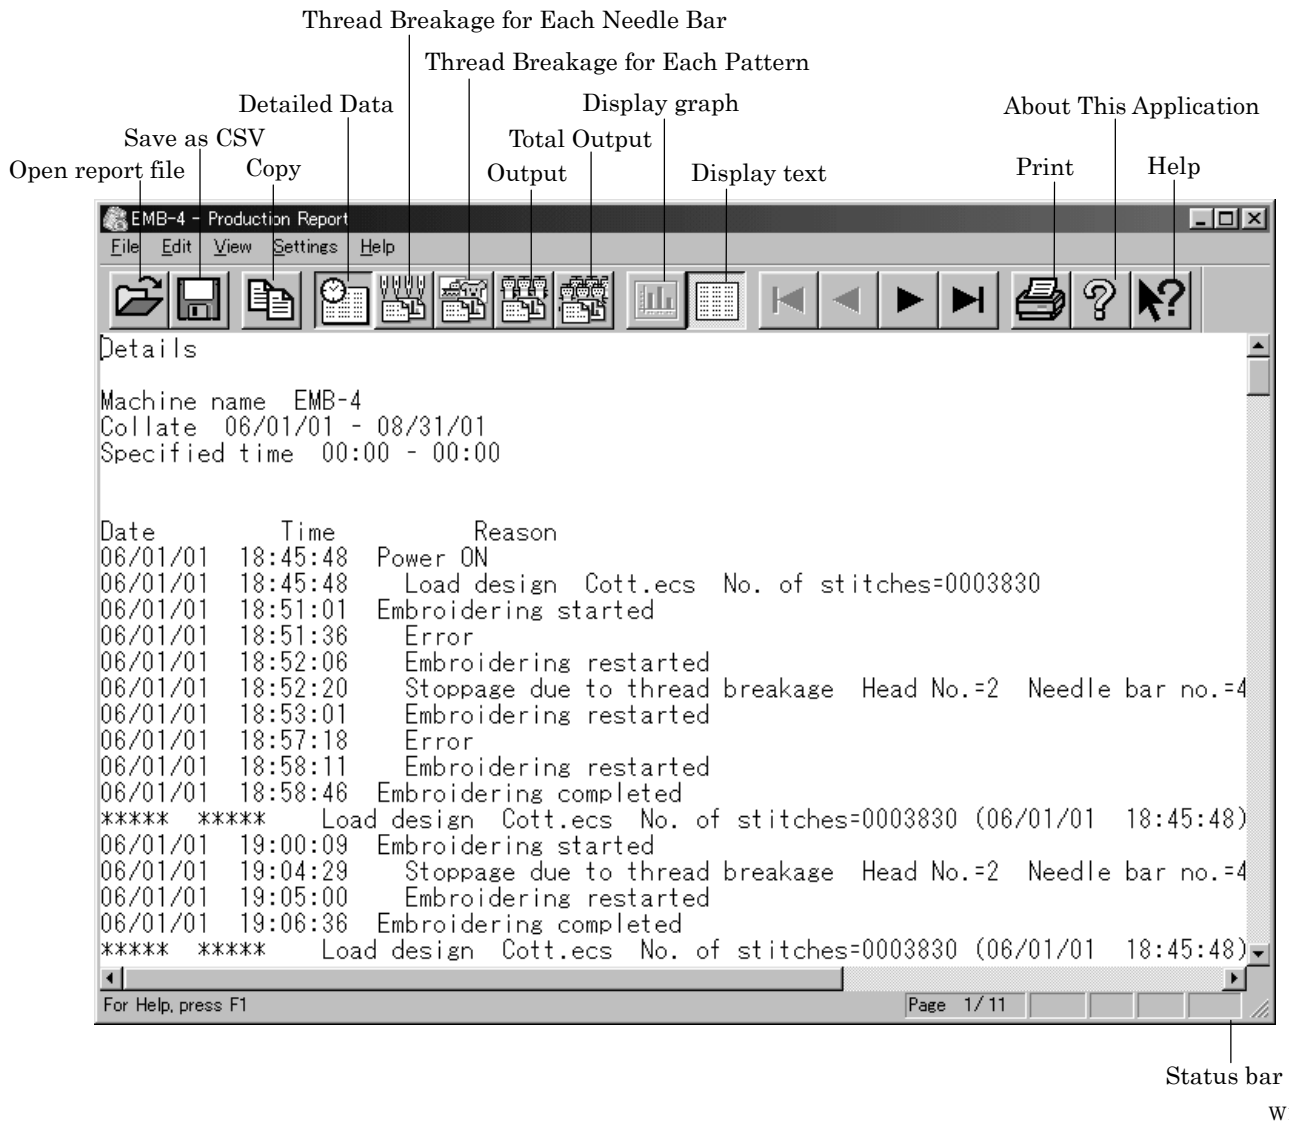 Thread Breakage for Each Needle Bar
Thread Breakage for Each Pattern
Detailed Data
Display graph
About This Application
Save as CSV
Total Output
Open report file
Copy
Output
Display text
Print
Help
EMB-4 - Production Report
File Edit View Settings Help
Details
Machine name EMB-4
Collate 06/01/01 - 08/31/01
Specified time 00:00 - 00:00
Date Time Reason
06/01/01 18:45:48 Power ON
06/01/01 18:45:48 Load design Cott.ecs No. of stitches=0003830
06/01/01 18:51:01 Embroidering started
06/01/01 18:51:36 Error
06/01/01 18:52:06 Embroidering restarted
06/01/01 18:52:20 Stoppage due to thread breakage Head No.=2 Needle bar no.=4
06/01/01 18:53:01 Embroidering restarted
06/01/01 18:57:18 Error
06/01/01 18:58:11 Embroidering restarted
06/01/01 18:58:46 Embroidering completed
***** ***** Load design Cott.ecs No. of stitches=0003830 (06/01/01 18:45:48)
06/01/01 19:00:09 Embroidering started
06/01/01 19:04:29 Stoppage due to thread breakage Head No.=2 Needle bar no.=4
06/01/01 19:05:00 Embroidering restarted
06/01/01 19:06:36 Embroidering completed
***** ***** Load design Cott.ecs No. of stitches=0003830 (06/01/01 18:45:48)
For Help, press F1
Page 1/11
Status bar